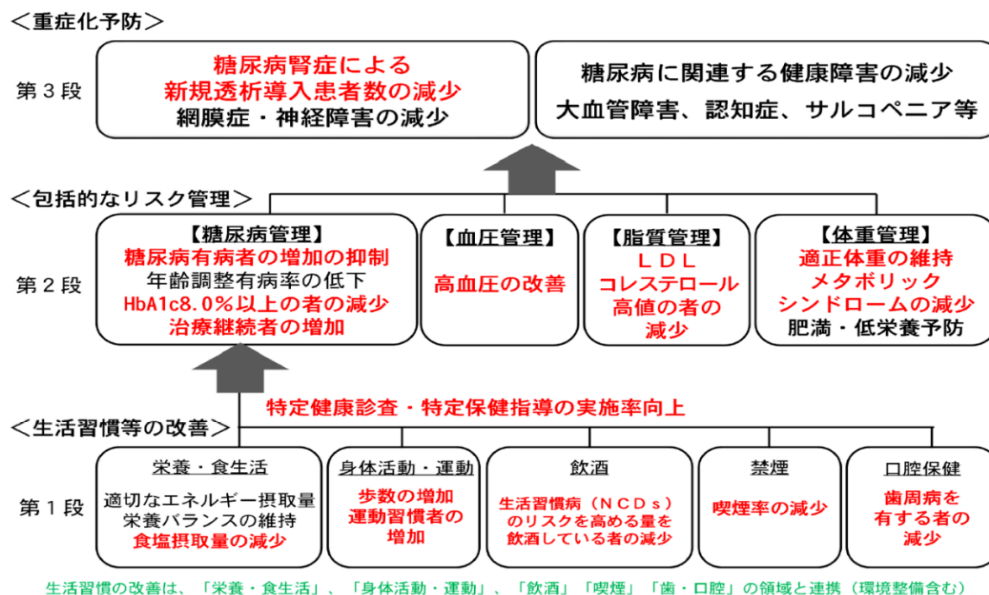 ＜重症化予防＞
第３段
糖尿病腎症による
新規透析導入患者数の減少
網膜症・神経障害の減少
糖尿病に関連する健康障害の減少
大血管障害、認知症、サルコペニア等
＜包括的なリスク管理＞
第２段
【糖尿病管理】
糖尿病有病者の増加の抑制
年齢調整有病率の低下
HbA1c8.0％以上の者の減少
治療継続者の増加
【血圧管理】
高血圧の改善
【脂質管理】
ＬＤＬ
コレステロール
高値の者の
減少
【体重管理】
適正体重の維持
メタボリック
シンドロームの減少
肥満・低栄養予防
特定健康診査・特定保健指導の実施率向上
＜生活習慣等の改善＞
第１段
栄養・食生活
適切なエネルギー摂取量
栄養バランスの維持
食塩摂取量の減少
身体活動・運動
歩数の増加
運動習慣者の
増加
飲酒
生活習慣病（ＮＣＤｓ）
のリスクを高める量を
飲酒している者の減少
禁煙
喫煙率の減少
口腔保健
歯周病を
有する者の
減少
生活習慣の改善は、「栄養・食生活」、「身体活動・運動」、「飲酒」「喫煙」「歯・口腔」の領域と連携（環境整備含む）